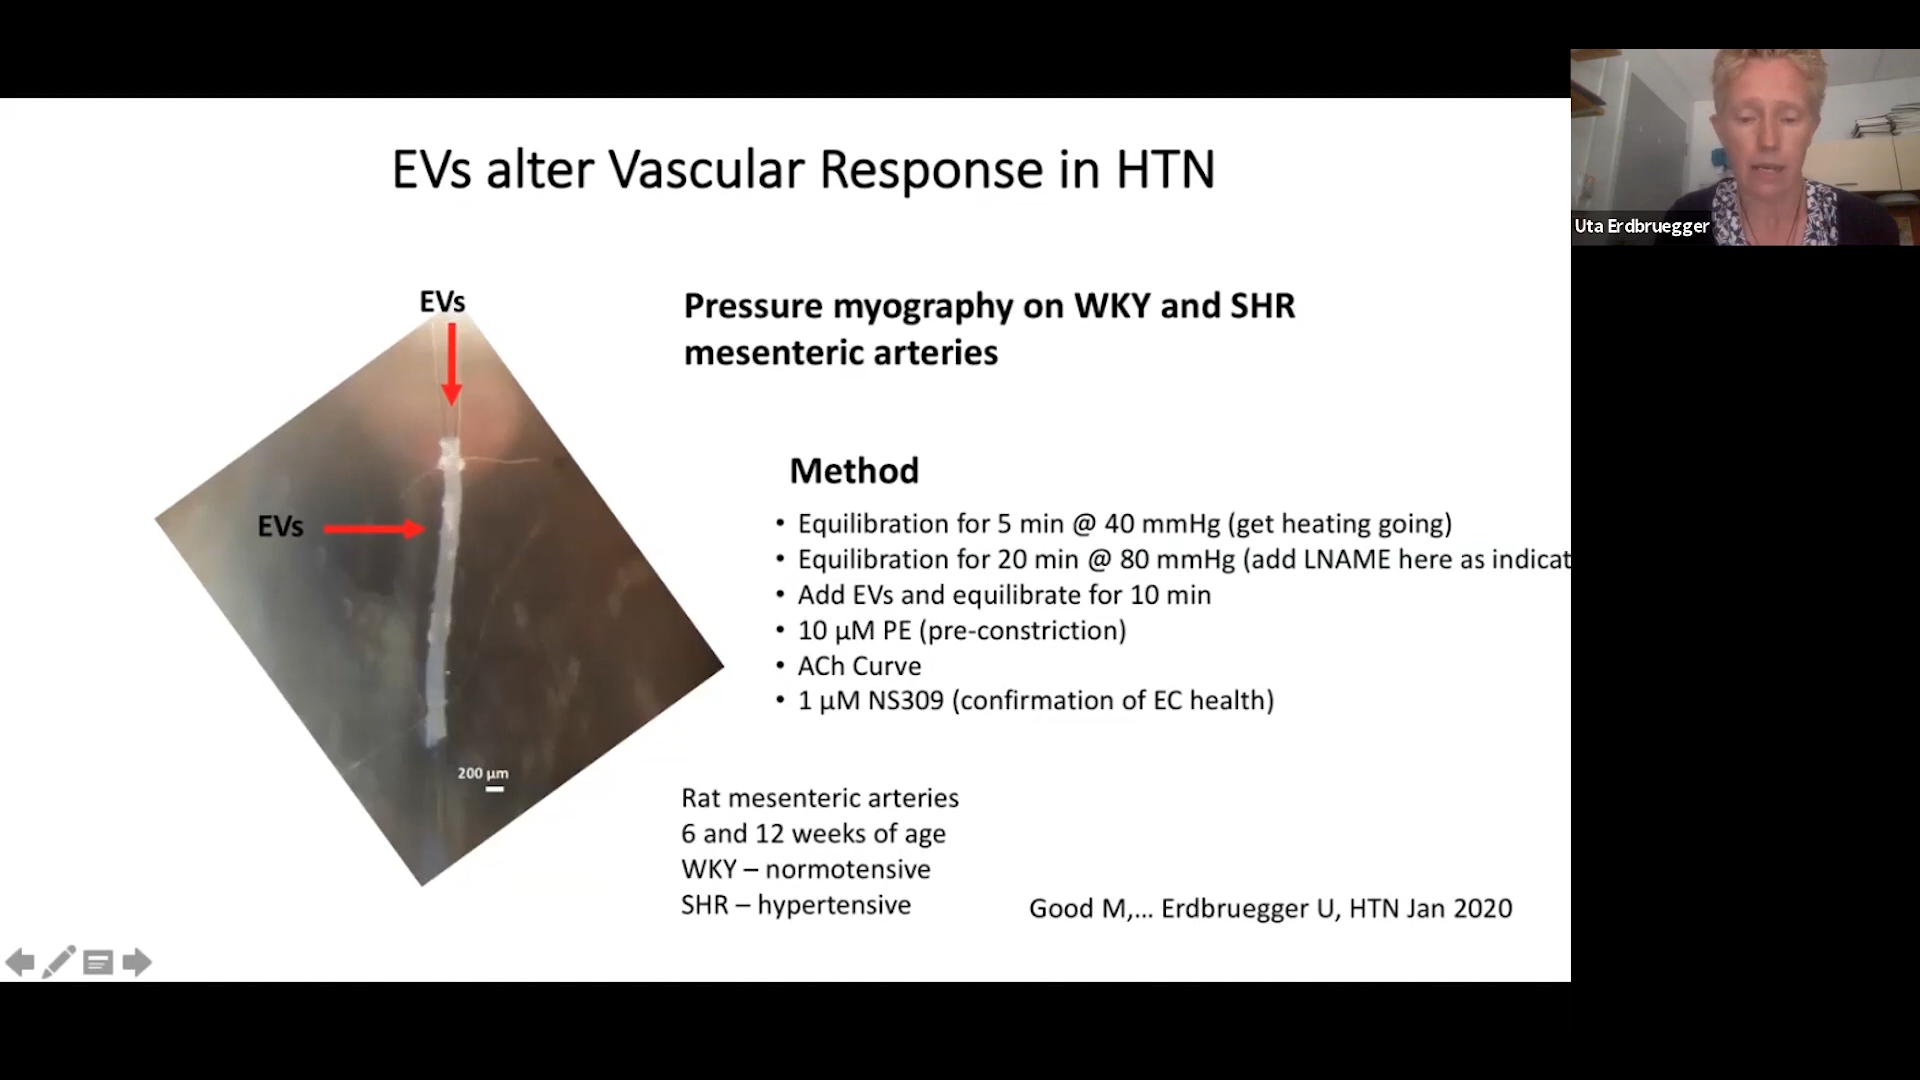 EVs alter Vascular Response in HTN
Uta Erdbruegger
EVs
EVs
200 µm
Pressure myography on WKY and SHR
mesenteric arteries
Method
• Equilibration for 5 min @ 40 mmHg (get heating going)
• Equilibration for 20 min @ 80 mmHg (add LNAME here as indicat
• Add EVs and equilibrate for 10 min
• 10 µM PE (pre-constriction)
• ACh Curve
• 1 µM NS309 (confirmation of EC health)
Rat mesenteric arteries
6 and 12 weeks of age
WKY – normotensive
SHR – hypertensive
Good M,... Erdbruegger U, HTN Jan 2020